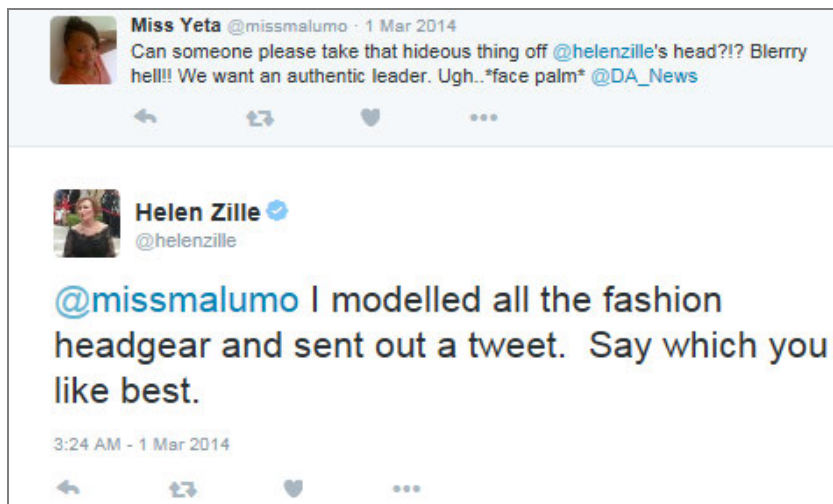 Miss Yeta @missmalumo · 1 Mar 2014
Can someone please take that hideous thing off @helenzille's head?!? Blerrry
hell!! We want an authentic leader. Ugh..*face palm* @DA_News
Helen Zille
@helenzille
@missmalumo I modelled all the fashion
headgear and sent out a tweet.  Say which you
like best.
3:24 AM - 1 Mar 2014